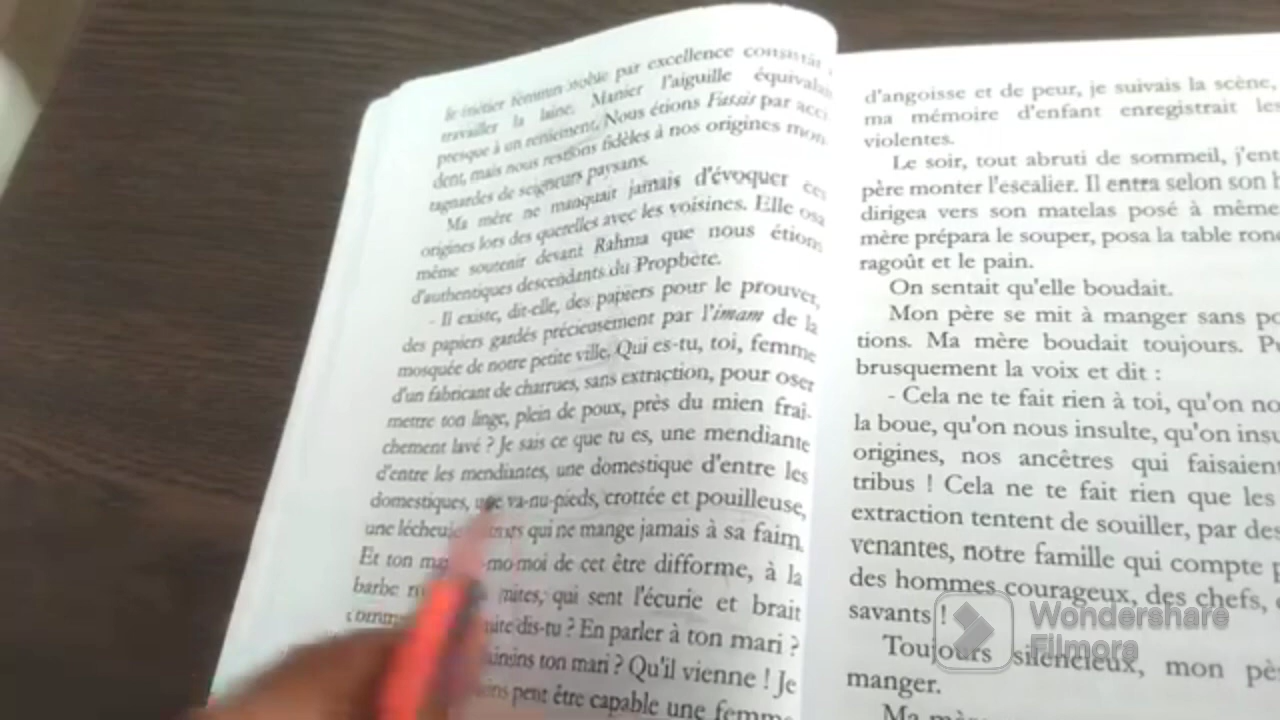 le métier féminin noble par excellence consistait
travailler la laine. Manier l'aiguille équivalait
presque à un reniement. Nous étions Fassis par acci-
dent, mais nous restions fidèles à nos origines mon-
tagnardes de seigneurs paysans.
Ma mère ne manquait jamais d'évoquer ces
origines lors des querelles avec les voisines. Elle osa
même soutenir devant Rahma que nous étions
d'authentiques descendants du Prophète.
- Il existe, dit-elle, des papiers pour le prouver,
des papiers gardés précieusement par l'imam de la
mosquée de notre petite ville. Qui es-tu, toi, femme
d'un fabricant de charrues, sans extraction, pour oser
mettre ton linge, plein de poux, près du mien fraî-
chement lavé ? Je sais ce que tu es, une mendiante
d'entre les mendiantes, une domestique d'entre les
domestiques, une va-nu-pieds, crottée et pouilleuse,
une qui ne mange jamais à sa faim.
Et ton moi de cet être difforme, à la
barbe mites, qui sent l'écurie et brait
dis-tu ? En parler à ton mari ?
ton mari ? Qu'il vienne ! Je
peut être capable une femme
d'angoisse et de peur, je suivais la scène,
ma mémoire d'enfant enregistrait les
violentes.
Le soir, tout abruti de sommeil, j'ent
père monter l'escalier. Il entra selon son h
dirigea vers son matelas posé à même
mère prépara le souper, posa la table rond
ragoût et le pain.
On sentait qu'elle boudait.
Mon père se mit à manger sans po
tions. Ma mère boudait toujours. Pu
brusquement la voix et dit :
- Cela ne te fait rien à toi, qu'on no
la boue, qu'on nous insulte, qu'on insu
origines, nos ancêtres qui faisaient
tribus ! Cela ne te fait rien que les
extraction tentent de souiller, par des
venantes, notre famille qui compte p
des hommes courageux, des chefs,
savants !
Toujours silencieux, mon pè
manger.
Ma mère
Wondershare
Filmora